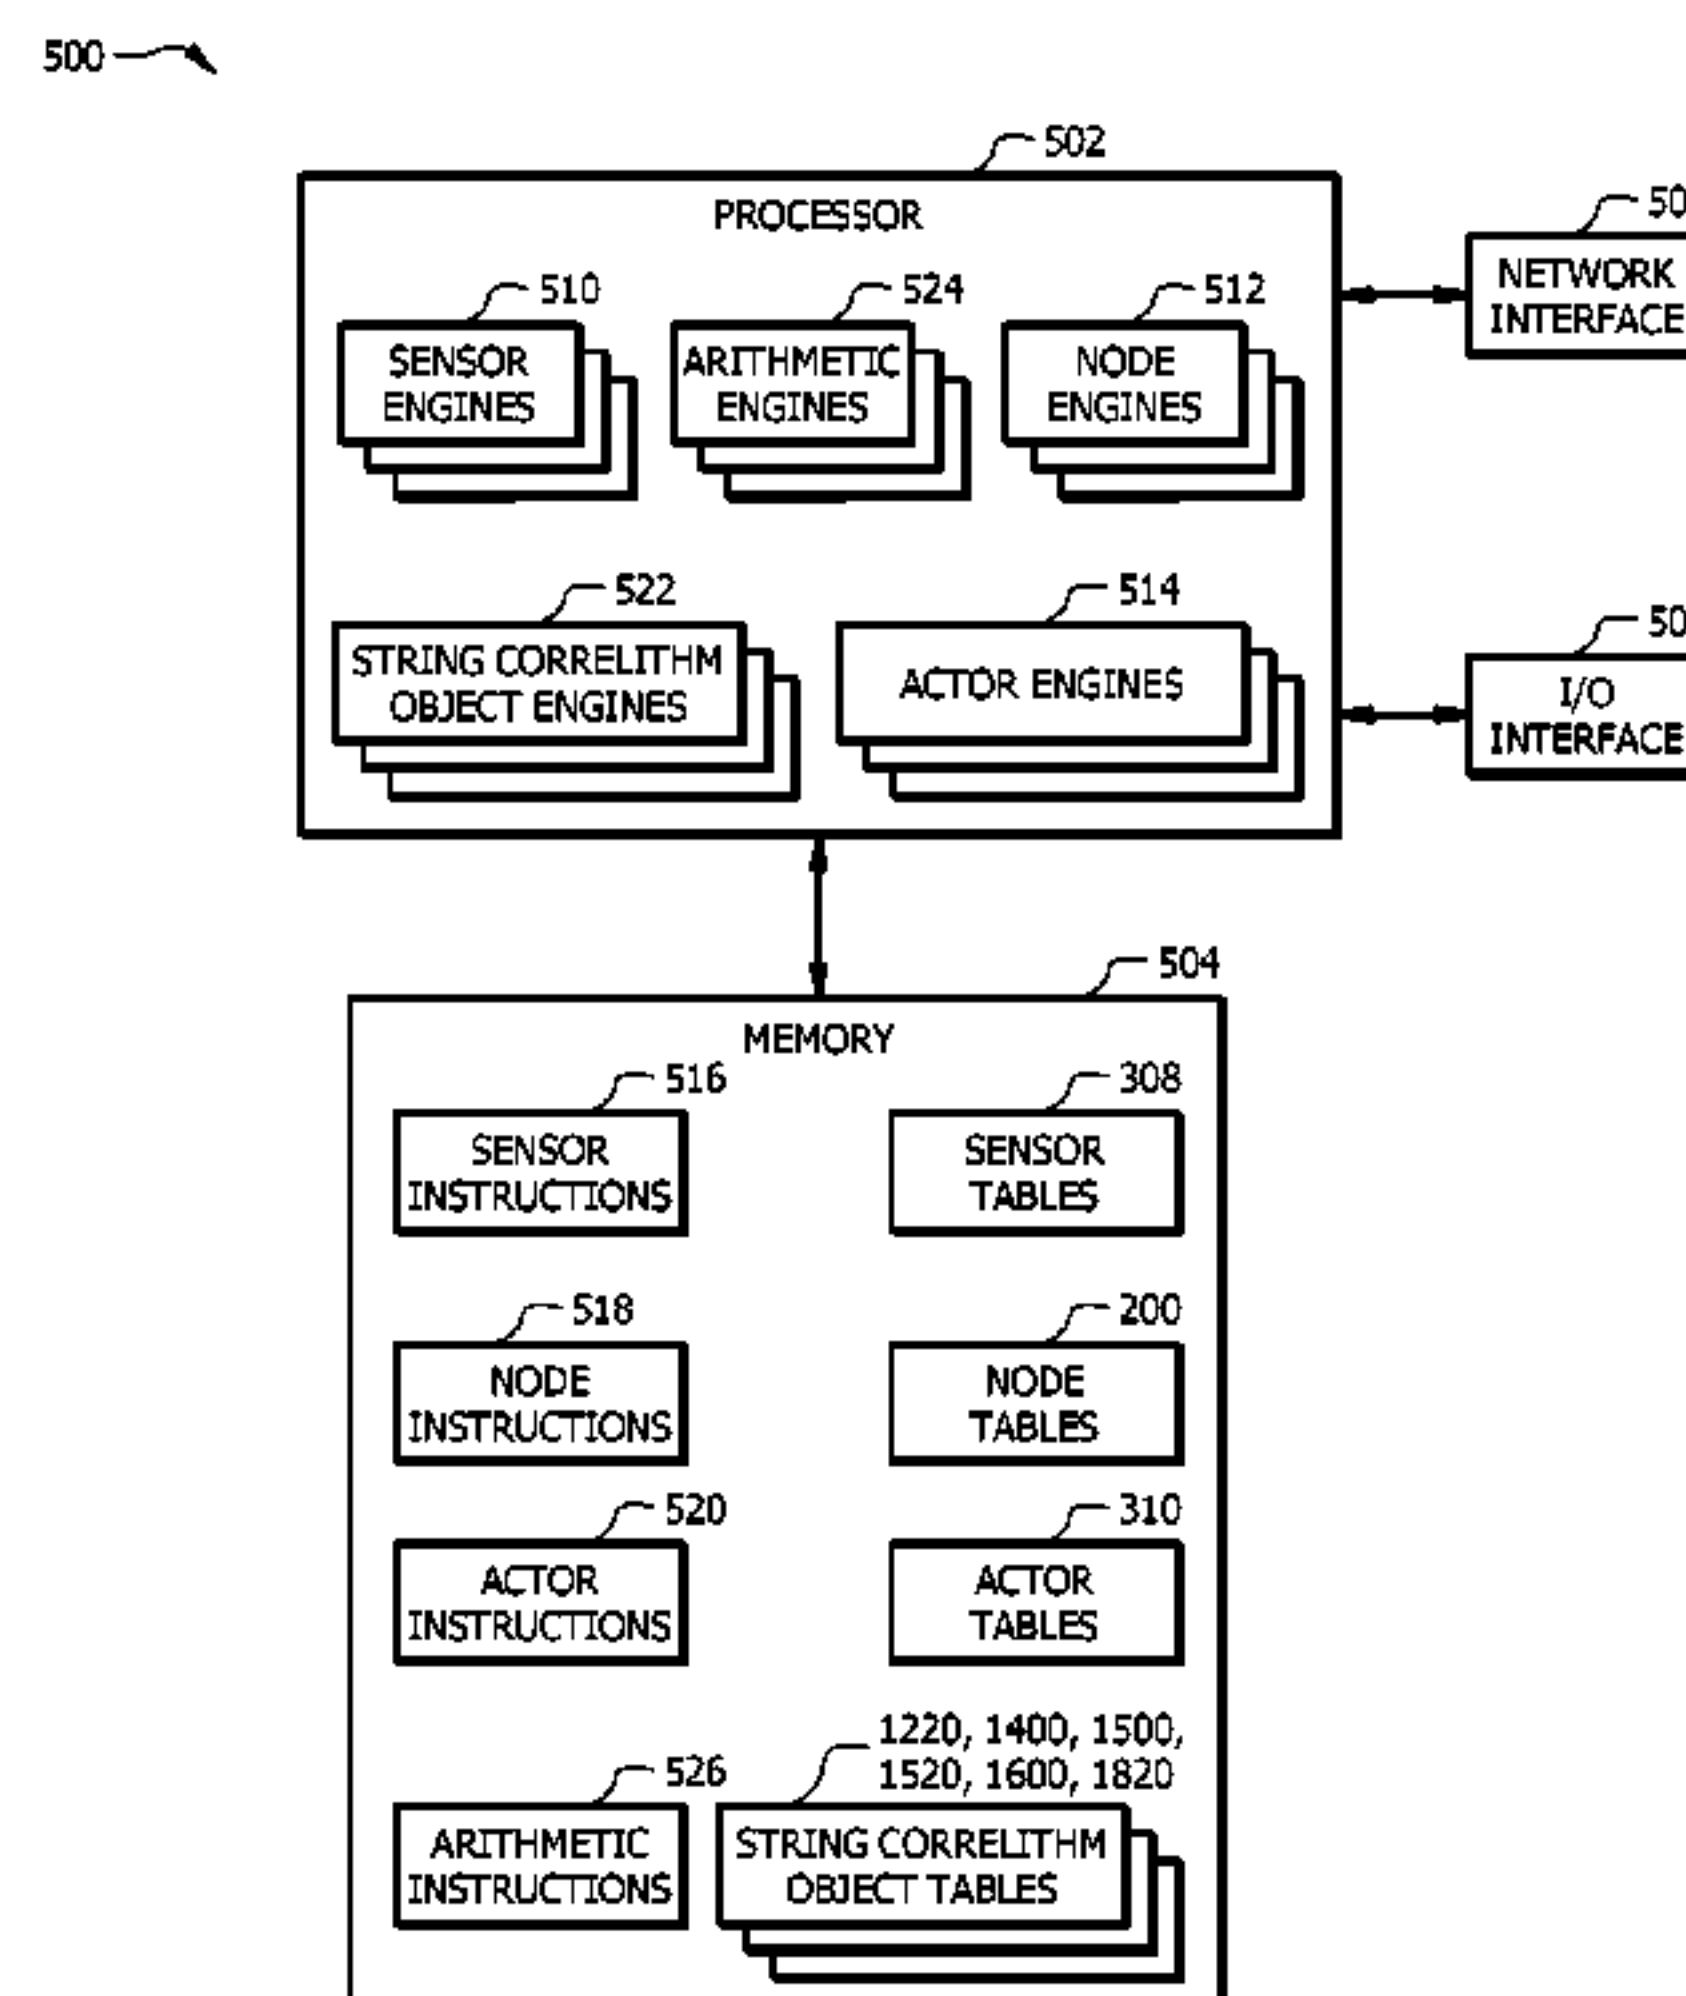 500
502
PROCESSOR
50
NETWORK
INTERFACE
510
524
512
SENSOR
ENGINES
ARITHMETIC
ENGINES
NODE
ENGINES
522
514
STRING CORRELITHM
OBJECT ENGINES
ACTOR ENGINES
50
I/O
INTERFACE
504
MEMORY
516
308
SENSOR
INSTRUCTIONS
SENSOR
TABLES
518
200
NODE
INSTRUCTIONS
NODE
TABLES
520
310
ACTOR
INSTRUCTIONS
ACTOR
TABLES
526
1220, 1400, 1500,
1520, 1600, 1820
ARITHMETIC
INSTRUCTIONS
STRING CORRELITHM
OBJECT TABLES